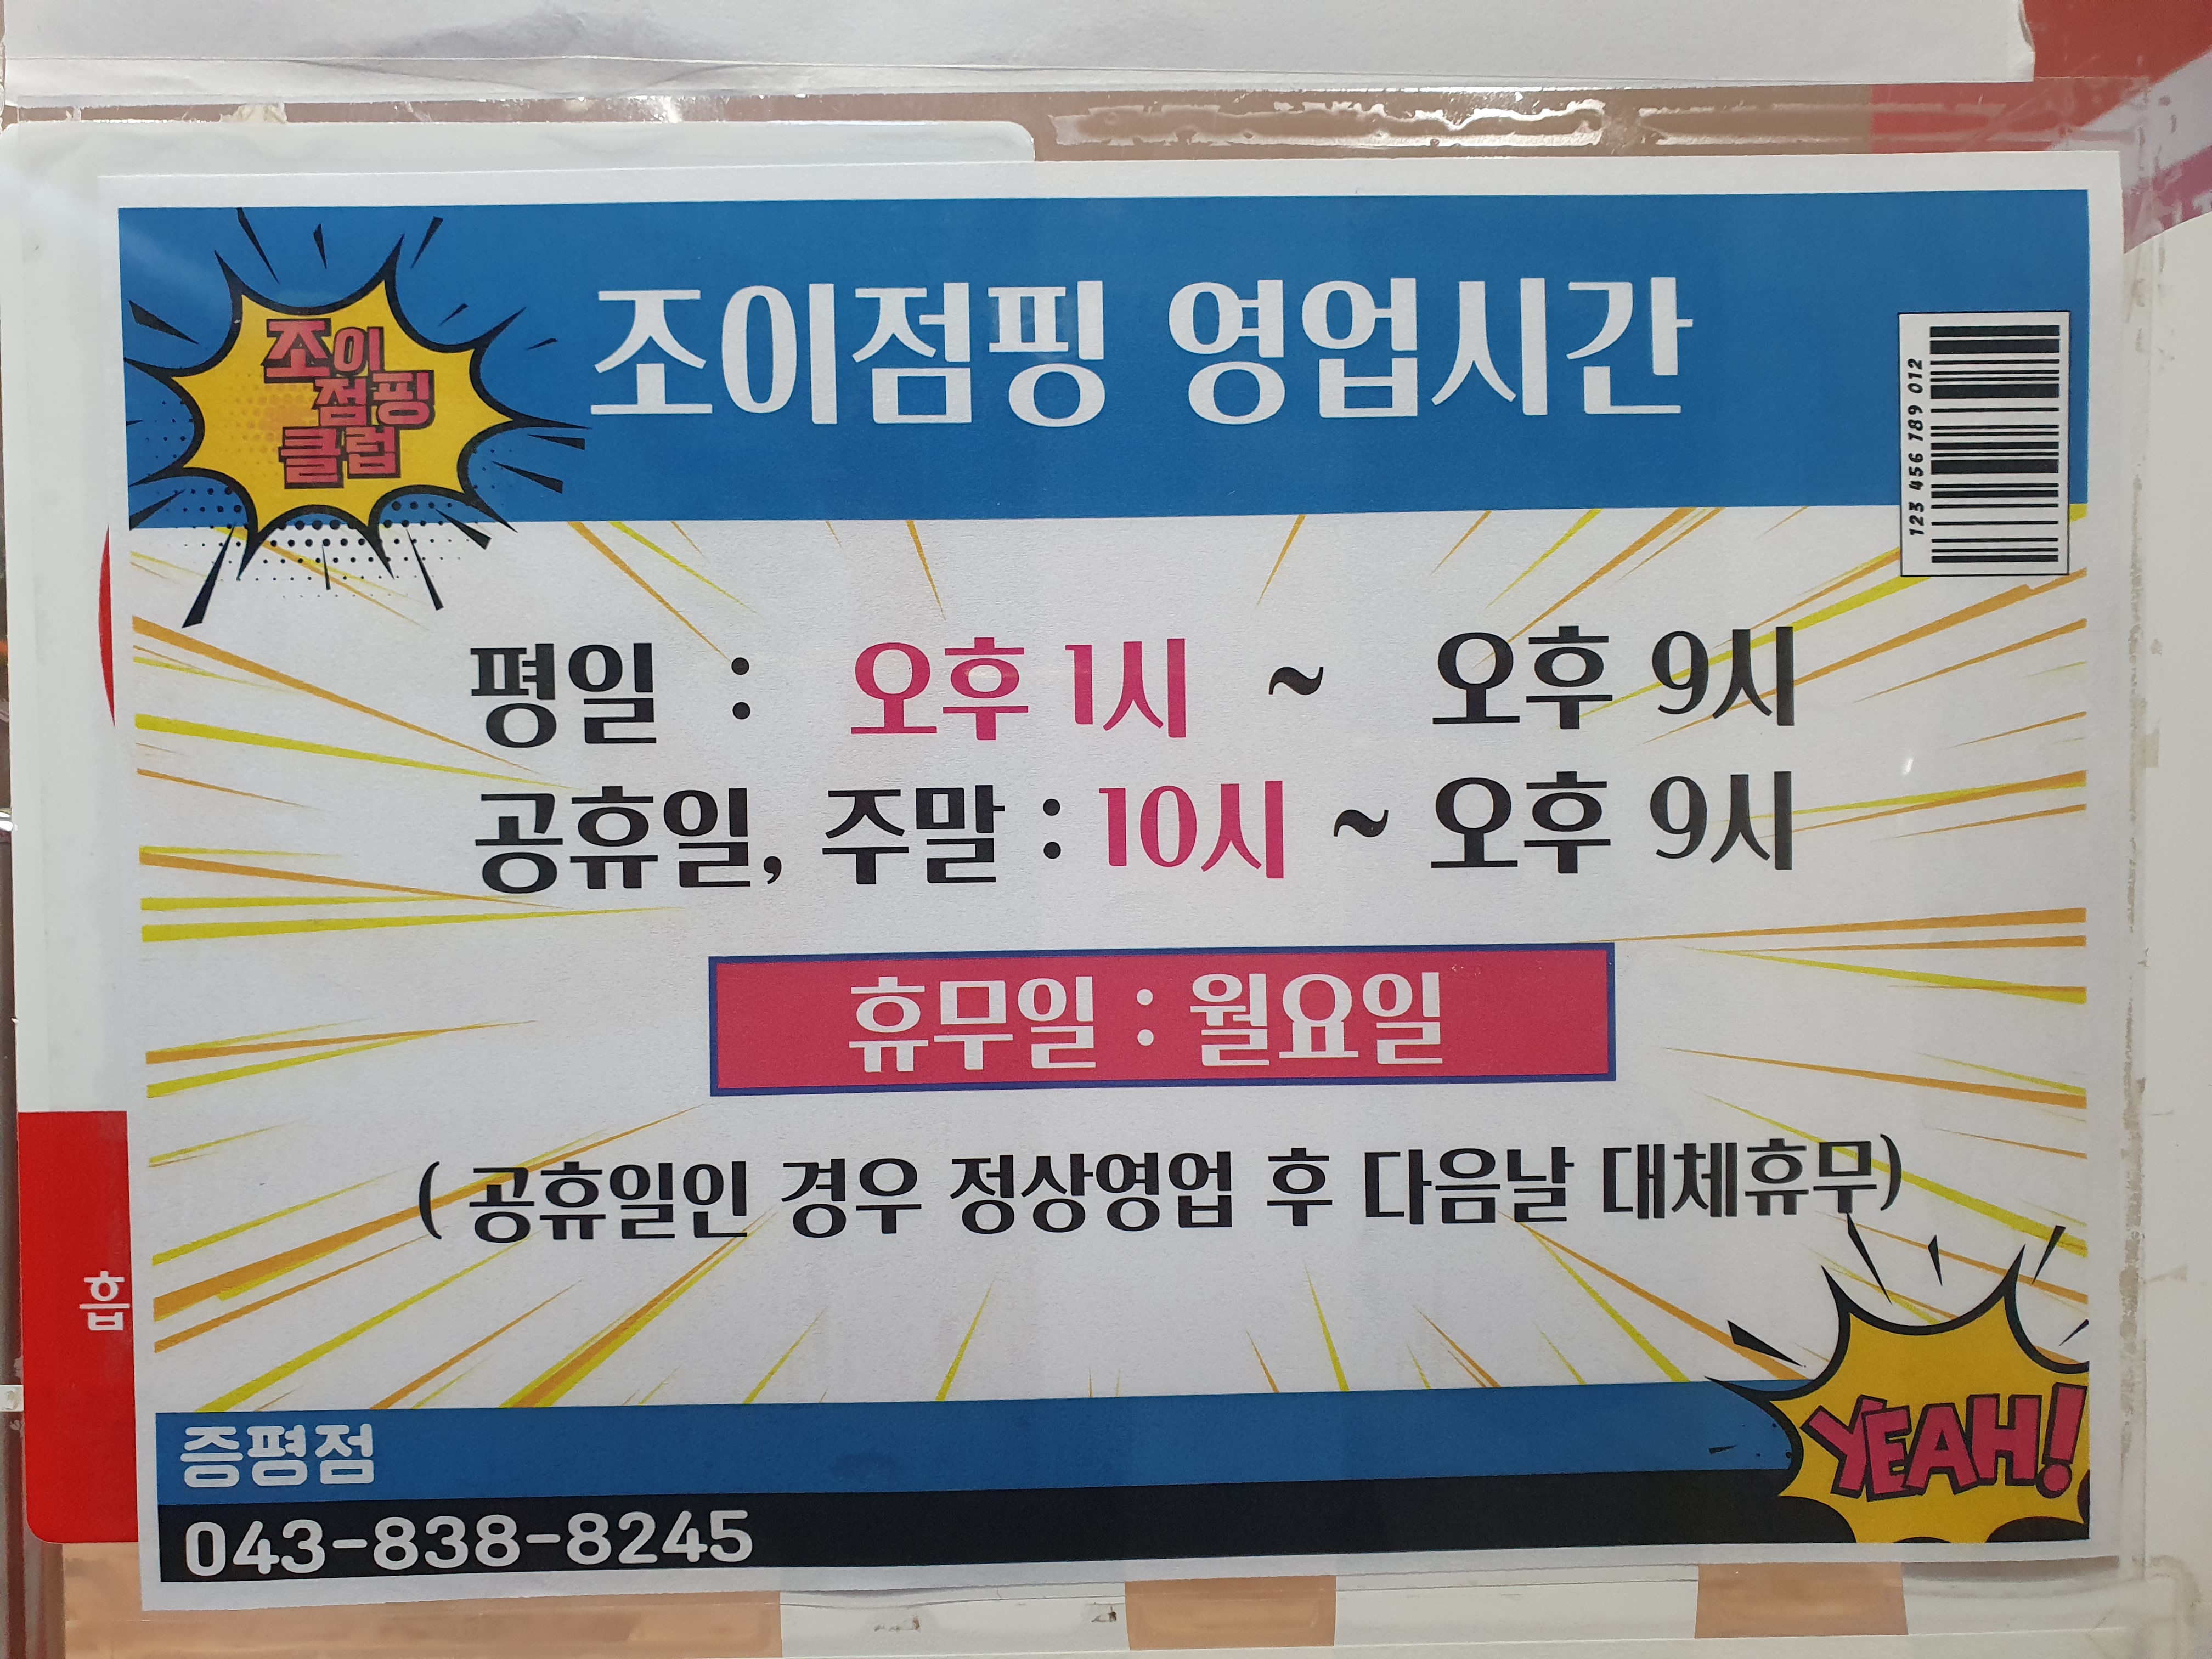 조이점핑 영업시간
조이
점핑
클럽
123 456 189 012
평일 : 오후 1시 ~ 오후 9시
공휴일, 주말 : 10시 ~ 오후 9시
휴무일 : 월요일
( 공휴일인 경우 정상영업 후 다음날 대체휴무)
흡
YEAH!
증평점
043-838-8245